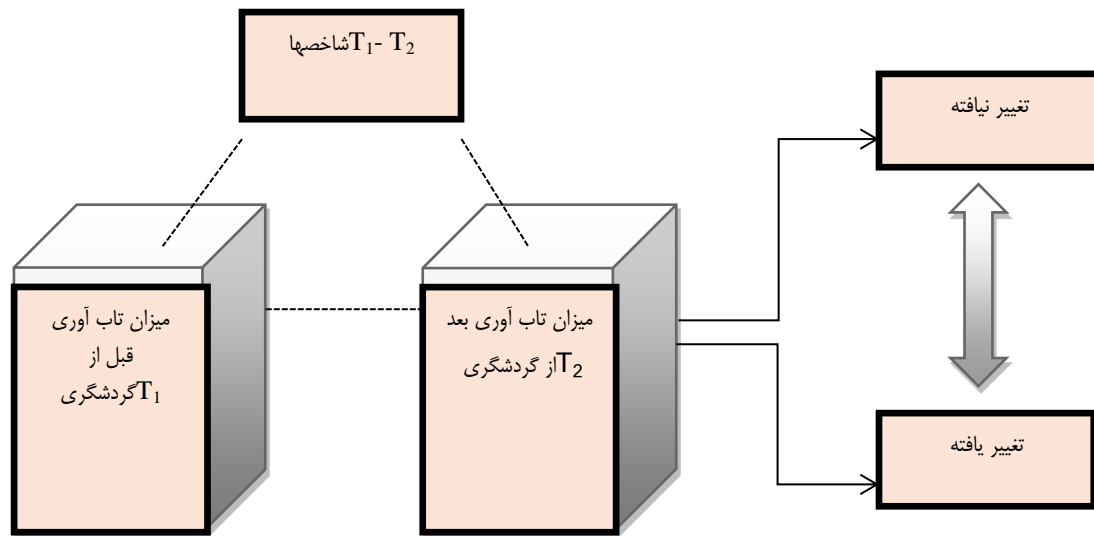 شاخصها T₁- T₂
تغییر نیافته
میزان تاب آوری بعد
از گردشگری T₂
میزان تاب آوری
قبل از
گردشگری T₁
تغییر یافته